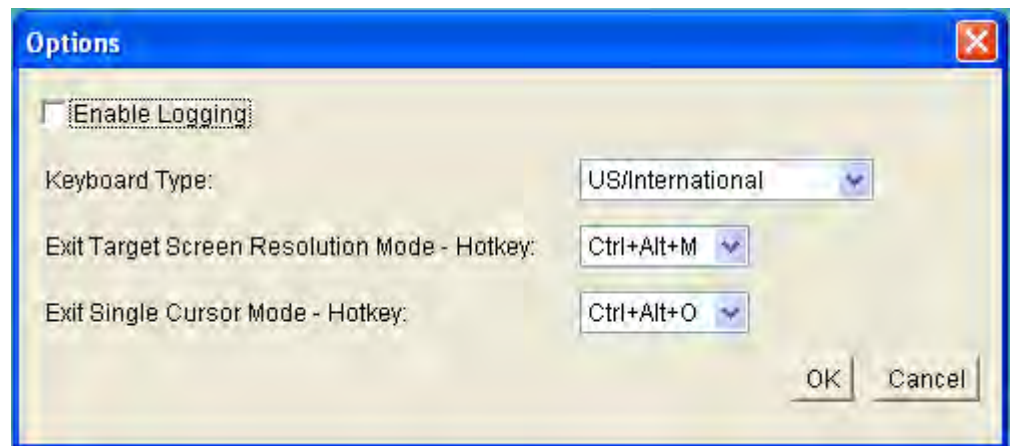 Options
Enable Logging
Keyboard Type: US/International
Exit Target Screen Resolution Mode - Hotkey: Ctrl+Alt+M
Exit Single Cursor Mode - Hotkey: Ctrl+Alt+O
OK Cancel